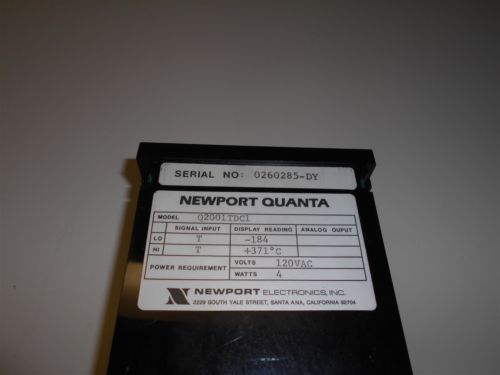 SERIAL NO: 0260285-DY
NEWPORT QUANTA
MODEL Q2001TDC1
SIGNAL INPUT DISPLAY READING ANALOG OUPUT
LO T -184
HI T +371°C
POWER REQUIREMENT VOLTS 120VAC
WATTS 4
NEWPORT ELECTRONICS, INC.
2229 SOUTH YALE STREET, SANTA ANA, CALIFORNIA 92704